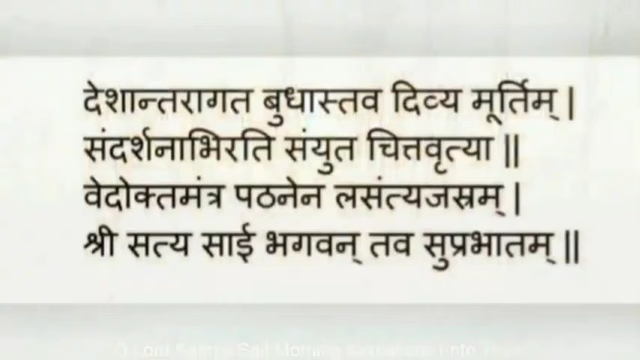 देशान्तरागत बुधास्तव दिव्य मूर्तिम् |
संदर्शनाभिरति संयुत चित्तवृत्या ||
वेदोक्तमंत्र पठनेन लसंत्यजस्रम् |
श्री सत्य साई भगवन् तव सुप्रभातम् ||